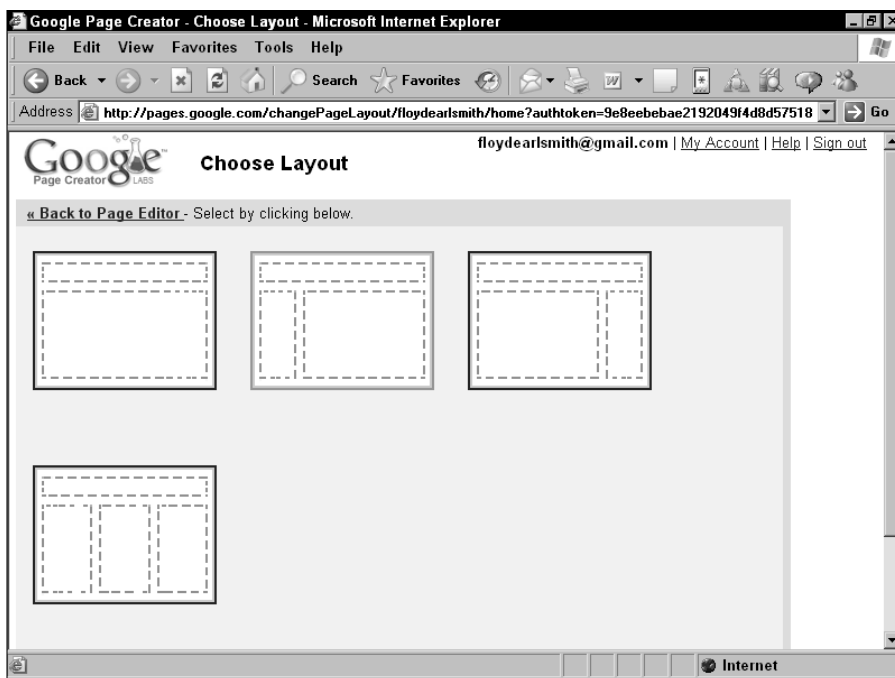 Google Page Creator - Choose Layout - Microsoft Internet Explorer
File Edit View Favorites Tools Help
Back Search Favorites
Address http://pages.google.com/changePageLayout/floydearlsmith/home?authtoken=9e8eebebae2192049f4d8d57518 Go
floydearlsmith@gmail.com | My Account | Help | Sign out
Google™
Page Creator LABS
Choose Layout
« Back to Page Editor - Select by clicking below.
Internet